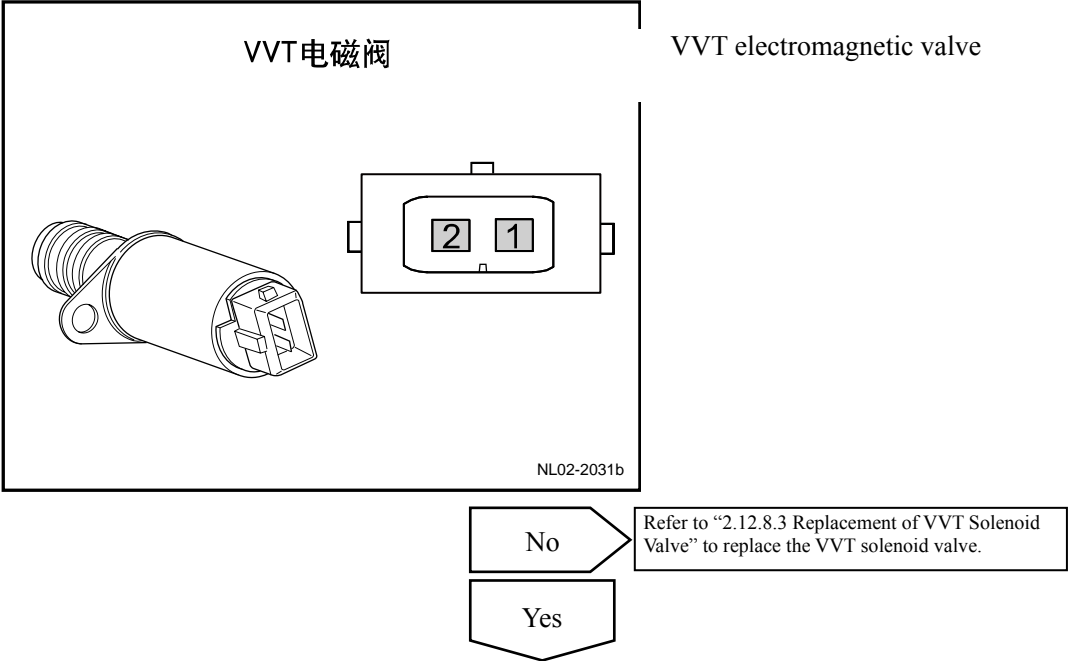 VVT电磁阀
VVT electromagnetic valve
2 1
NL02-2031b
No
Refer to “2.12.8.3 Replacement of VVT Solenoid
Valve” to replace the VVT solenoid valve.
Yes